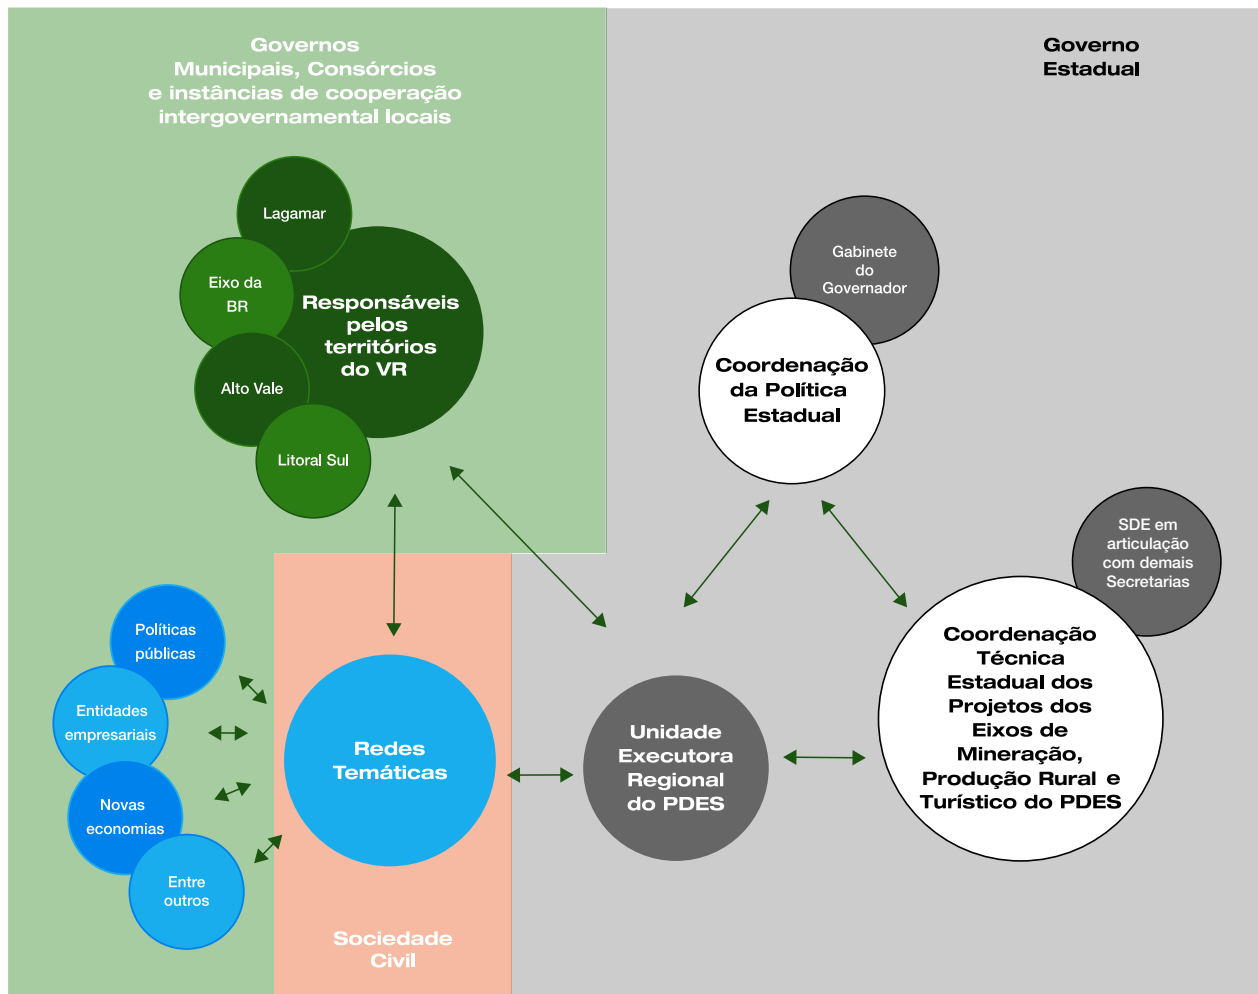 Governos
Municipais, Consórcios
e instâncias de cooperação
intergovernamental locais
Governo
Estadual
Lagamar
Eixo da
BR
Alto Vale
Litoral Sul
Responsáveis
pelos
territórios
do VR
Gabinete
do
Governador
Coordenação
da Política
Estadual
SDE em
articulação
com demais
Secretarias
Coordenação
Técnica
Estadual dos
Projetos dos
Eixos de
Mineração,
Produção Rural e
Turístico do PDES
Políticas
públicas
Entidades
empresariais
Novas
economias
Entre
outros
Redes
Temáticas
Unidade
Executora
Regional
do PDES
Sociedade
Civil